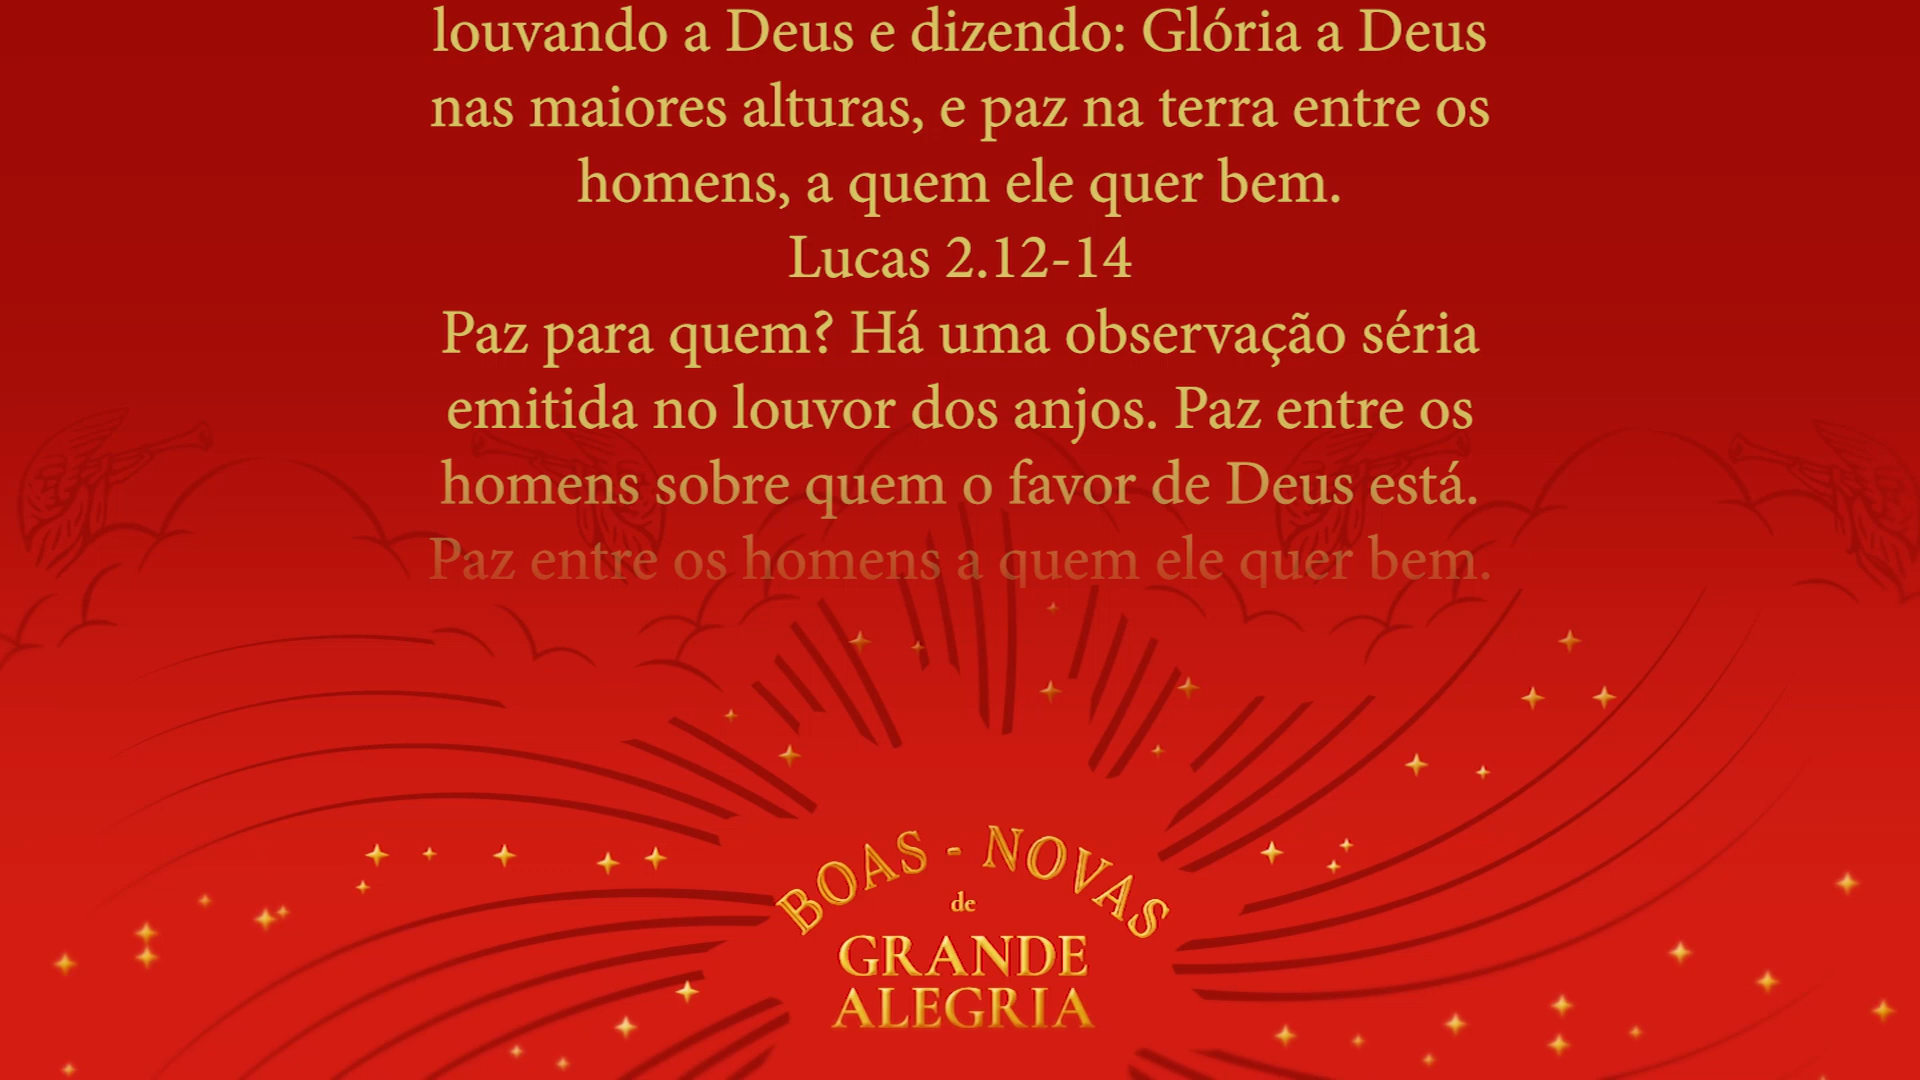 louvando a Deus e dizendo: Glória a Deus
nas maiores alturas, e paz na terra entre os
homens, a quem ele quer bem.
Lucas 2.12-14
Paz para quem? Há uma observação séria
emitida no louvor dos anjos. Paz entre os
homens sobre quem o favor de Deus está.
Paz entre os homens a quem ele quer bem.
BOAS - NOVAS
de
GRANDE
ALEGRIA